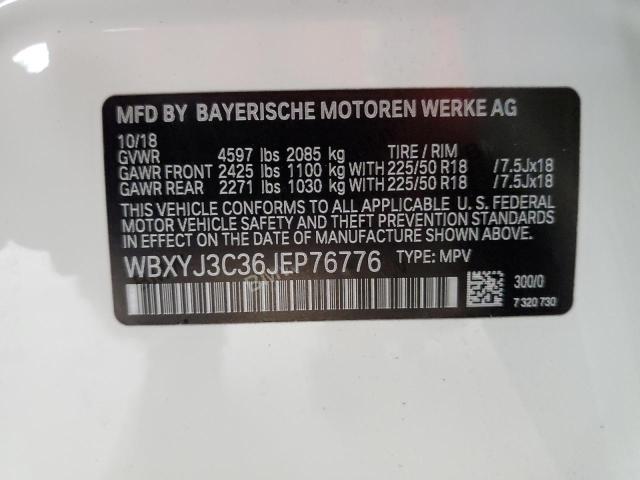 MFD BY BAYERISCHE MOTOREN WERKE AG
10/18
GVWR 4597 lbs 2085 kg TIRE / RIM
GAWR FRONT 2425 lbs 1100 kg WITH 225/50 R18 /7.5Jx18
GAWR REAR 2271 lbs 1030 kg WITH 225/50 R18 /7.5Jx18
THIS VEHICLE CONFORMS TO ALL APPLICABLE U. S. FEDERAL
MOTOR VEHICLE SAFETY AND THEFT PREVENTION STANDARDS
IN EFFECT ON THE DATE OF MANUFACTURE SHOWN ABOVE.
WBXYJ3C36JEP76776 TYPE: MPV
300/0
7 320 730